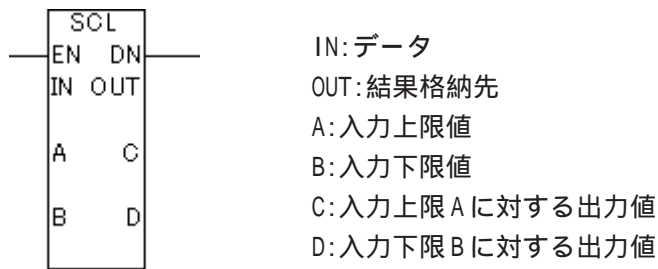 SCL
EN DN
IN OUT
A C
B D
IN:データ
OUT:結果格納先
A:入力上限値
B:入力下限値
C:入力上限Aに対する出力値
D:入力下限Bに対する出力値